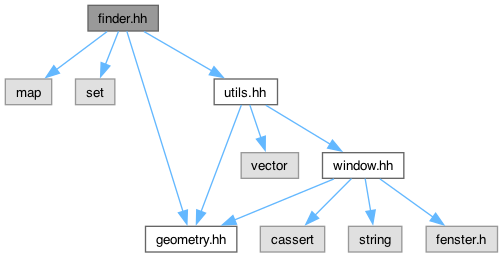 finder.hh
map
set
utils.hh
vector
window.hh
geometry.hh
cassert
string
fenster.h